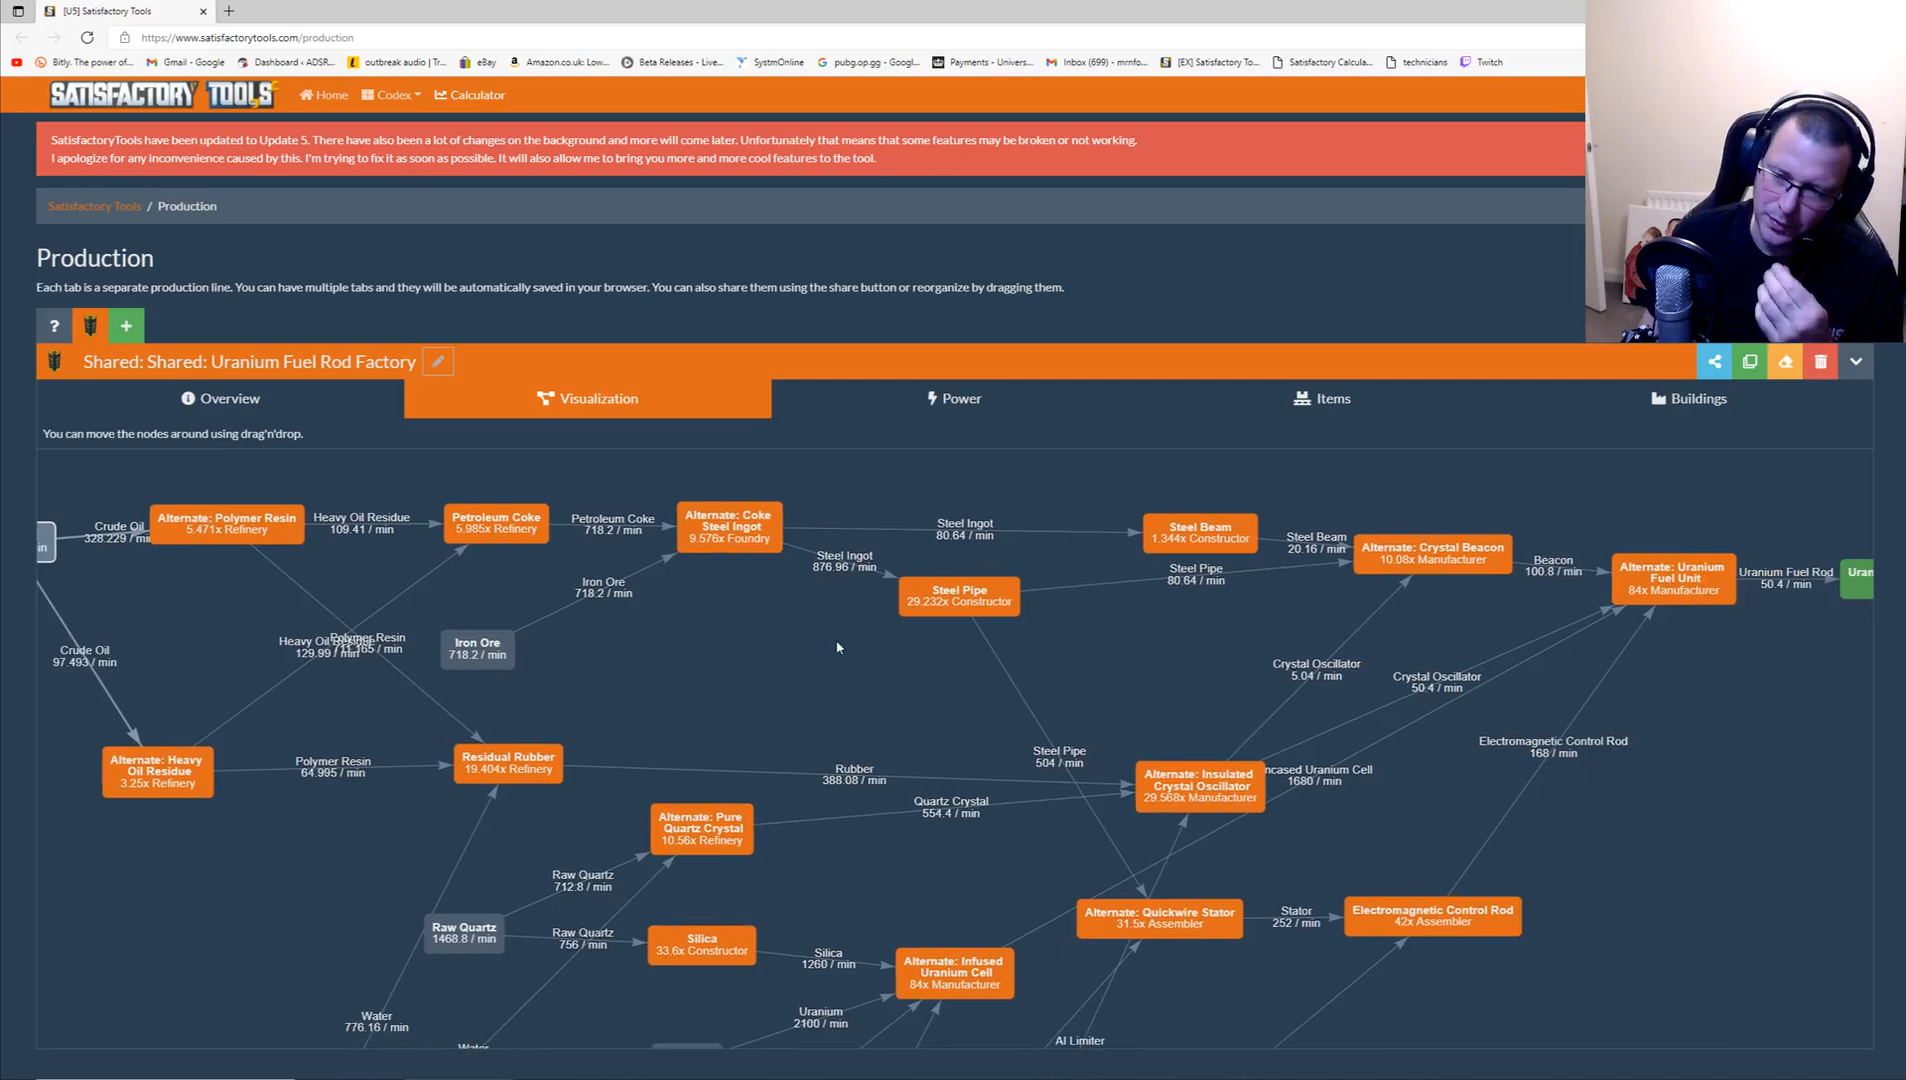 [U5] Satisfactory Tools
https://www.satisfactorytools.com/production
Bitly. The power of...
Gmail - Google
Dashboard ‹ ADSR...
outbreak audio | Tr...
eBay
Amazon.co.uk: Low...
Beta Releases - Live...
SystmOnline
pubg.op.gg - Googl...
Payments - Univers...
Inbox (699) - mrnfo...
[EX] Satisfactory To...
Satisfactory Calcula...
technicians
Twitch
SATISFACTORY TOOLS
Home
Codex
Calculator
SatisfactoryTools have been updated to Update 5. There have also been a lot of changes on the background and more will come later. Unfortunately that means that some features may be broken or not working.
I apologize for any inconvenience caused by this. I'm trying to fix it as soon as possible. It will also allow me to bring you more and more cool features to the tool.
Satisfactory Tools / Production
Production
Each tab is a separate production line. You can have multiple tabs and they will be automatically saved in your browser. You can also share them using the share button or reorganize by dragging them.
?
+
Shared: Shared: Uranium Fuel Rod Factory
Overview
Visualization
Power
Items
Buildings
You can move the nodes around using drag'n'drop.
in
Crude Oil
328.229 / min
Alternate: Polymer Resin
5.471x Refinery
Heavy Oil Residue
109.41 / min
Petroleum Coke
5.985x Refinery
Petroleum Coke
718.2 / min
Alternate: Coke
Steel Ingot
9.576x Foundry
Steel Ingot
80.64 / min
Steel Beam
1.344x Constructor
Steel Beam
20.16 / min
Alternate: Crystal Beacon
10.08x Manufacturer
Beacon
100.8 / min
Alternate: Uranium
Fuel Unit
84x Manufacturer
Uranium Fuel Rod
50.4 / min
Uran
Steel Ingot
876.96 / min
Iron Ore
718.2 / min
Steel Pipe
29.232x Constructor
Steel Pipe
80.64 / min
Crude Oil
97.493 / min
Heavy Oil
129.99 / min
Polymer Resin
Iron Ore
718.2 / min
Crystal Oscillator
5.04 / min
Crystal Oscillator
50.4 / min
Alternate: Heavy
Oil Residue
3.25x Refinery
Polymer Resin
64.995 / min
Residual Rubber
19.404x Refinery
Rubber
388.08 / min
Steel Pipe
504 / min
Alternate: Insulated
Crystal Oscillator
29.568x Manufacturer
ncased Uranium Cell
1680 / min
Electromagnetic Control Rod
168 / min
Alternate: Pure
Quartz Crystal
10.56x Refinery
Quartz Crystal
554.4 / min
Raw Quartz
712.8 / min
Raw Quartz
1468.8 / min
Raw Quartz
756 / min
Silica
33.6x Constructor
Silica
1260 / min
Alternate: Infused
Uranium Cell
84x Manufacturer
Alternate: Quickwire Stator
31.5x Assembler
Stator
252 / min
Electromagnetic Control Rod
42x Assembler
Water
776.16 / min
Water
Uranium
2100 / min
AI Limiter